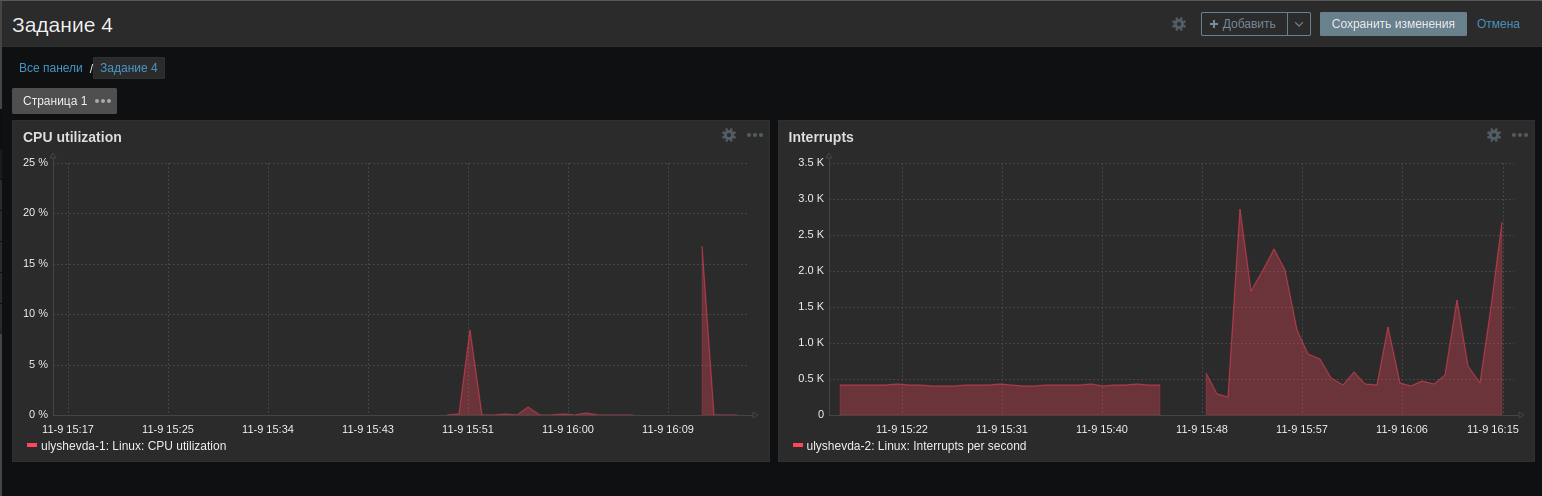 Задание 4
+ Добавить
Сохранить изменения
Отмена
Все панели / Задание 4
Страница 1
CPU utilization
25 %
20 %
15 %
10 %
5 %
0 %
11-9 15:17 11-9 15:25 11-9 15:34 11-9 15:43 11-9 15:51 11-9 16:00 11-9 16:09
ulyshevda-1: Linux: CPU utilization
Interrupts
3.5 K
3.0 K
2.5 K
2.0 K
1.5 K
1.0 K
0.5 K
0
11-9 15:22 11-9 15:31 11-9 15:40 11-9 15:48 11-9 15:57 11-9 16:06 11-9 16:15
ulyshevda-2: Linux: Interrupts per second